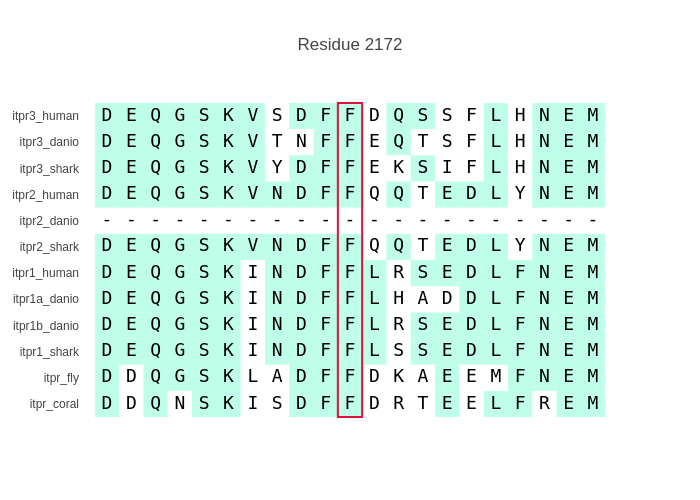 Residue 2172
itpr3_human D E Q G S K V S D F F D Q S S F L H N E M
itpr3_danio D E Q G S K V T N F F E Q T S F L H N E M
itpr3_shark D E Q G S K V Y D F F E K S I F L H N E M
itpr2_human D E Q G S K V N D F F Q Q T E D L Y N E M
itpr2_danio - - - - - - - - - - - - - - - - - - - - -
itpr2_shark D E Q G S K V N D F F Q Q T E D L Y N E M
itpr1_human D E Q G S K I N D F F L R S E D L F N E M
itpr1a_danio D E Q G S K I N D F F L H A D D L F N E M
itpr1b_danio D E Q G S K I N D F F L R S E D L F N E M
itpr1_shark D E Q G S K I N D F F L S S E D L F N E M
itpr_fly D D Q G S K L A D F F D K A E E M F N E M
itpr_coral D D Q N S K I S D F F D R T E E L F R E M